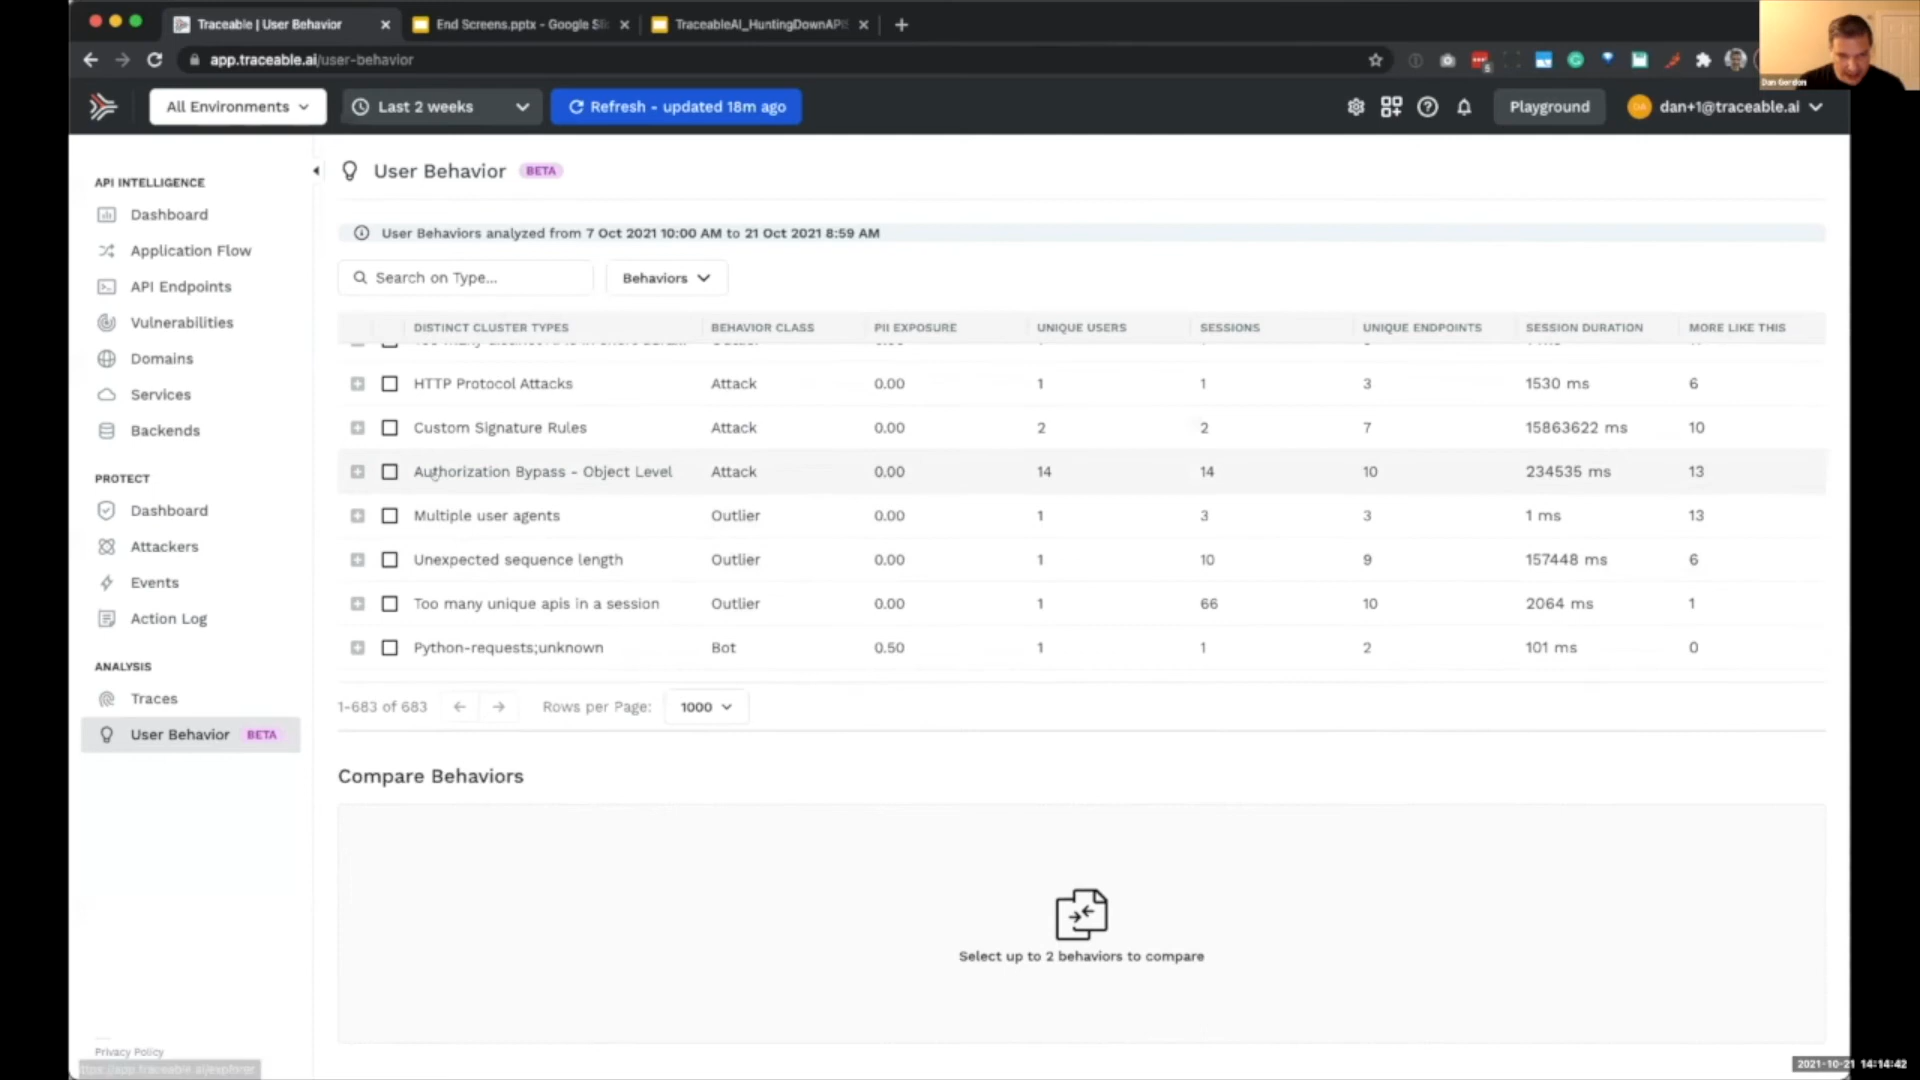 Traceable | User Behavior
End Screens.pptx - Google Sli
TraceableAI_HuntingDownAPIS
app.traceable.ai/user-behavior
5
Dan Gordon
All Environments
Last 2 weeks
Refresh - updated 18m ago
Playground
DA
dan+1@traceable.ai
API INTELLIGENCE
Dashboard
Application Flow
API Endpoints
Vulnerabilities
Domains
Services
Backends
PROTECT
Dashboard
Attackers
Events
Action Log
ANALYSIS
Traces
User Behavior BETA
Privacy Policy
User Behavior BETA
User Behaviors analyzed from 7 Oct 2021 10:00 AM to 21 Oct 2021 8:59 AM
Search on Type...
Behaviors
DISTINCT CLUSTER TYPES BEHAVIOR CLASS PII EXPOSURE UNIQUE USERS SESSIONS UNIQUE ENDPOINTS SESSION DURATION MORE LIKE THIS
HTTP Protocol Attacks Attack 0.00 1 1 3 1530 ms 6
Custom Signature Rules Attack 0.00 2 2 7 15863622 ms 10
Authorization Bypass - Object Level Attack 0.00 14 14 10 234535 ms 13
Multiple user agents Outlier 0.00 1 3 3 1 ms 13
Unexpected sequence length Outlier 0.00 1 10 9 157448 ms 6
Too many unique apis in a session Outlier 0.00 1 66 10 2064 ms 1
Python-requests;unknown Bot 0.50 1 1 2 101 ms 0
1-683 of 683
Rows per Page:
1000
Compare Behaviors
Select up to 2 behaviors to compare
2021-10-21 14:14:42